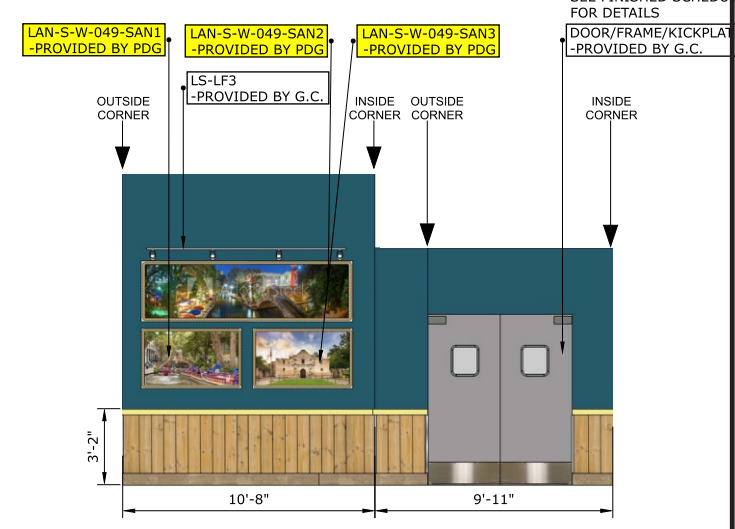 FOR DETAILS
LAN-S-W-049-SAN1
-PROVIDED BY PDG
LAN-S-W-049-SAN2
-PROVIDED BY PDG
LAN-S-W-049-SAN3
-PROVIDED BY PDG
DOOR/FRAME/KICKPLAT
-PROVIDED BY G.C.
LS-LF3
-PROVIDED BY G.C.
OUTSIDE
CORNER
INSIDE
CORNER
OUTSIDE
CORNER
INSIDE
CORNER
3'-2"
10'-8"
9'-11"